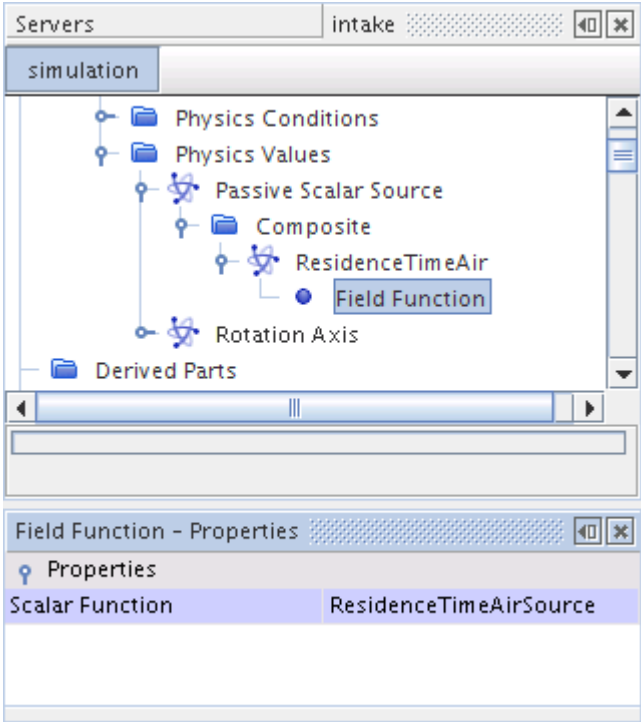 Servers intake
simulation
Physics Conditions
Physics Values
Passive Scalar Source
Composite
ResidenceTimeAir
Field Function
Rotation Axis
Derived Parts
Field Function - Properties
Properties
Scalar Function ResidenceTimeAirSource